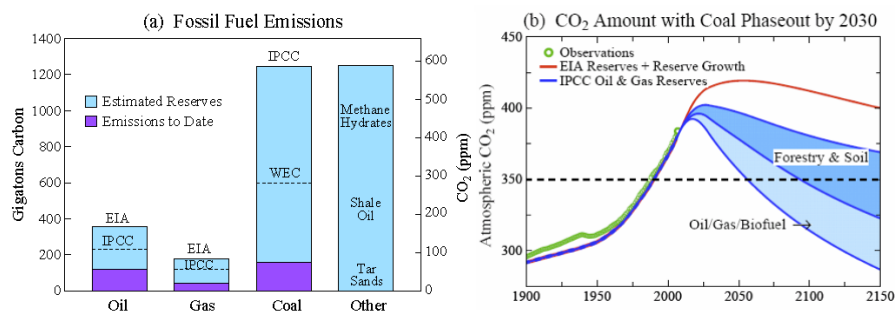 (a) Fossil Fuel Emissions
Gigatons Carbon
1400
1200
1000
800
600
400
200
0
Estimated Reserves
Emissions to Date
EIA
IPCC
EIA
IPCC
IPCC
WEC
Methane
Hydrates
Shale
Oil
Tar
Sands
Oil
Gas
Coal
Other
600
500
400
300
200
100
0
CO2 (ppm)
(b) CO2 Amount with Coal Phaseout by 2030
Atmospheric CO2 (ppm)
450
400
350
300
Observations
EIA Reserves + Reserve Growth
IPCC Oil & Gas Reserves
Forestry & Soil
Oil/Gas/Biofuel →
1900
1950
2000
2050
2100
2150